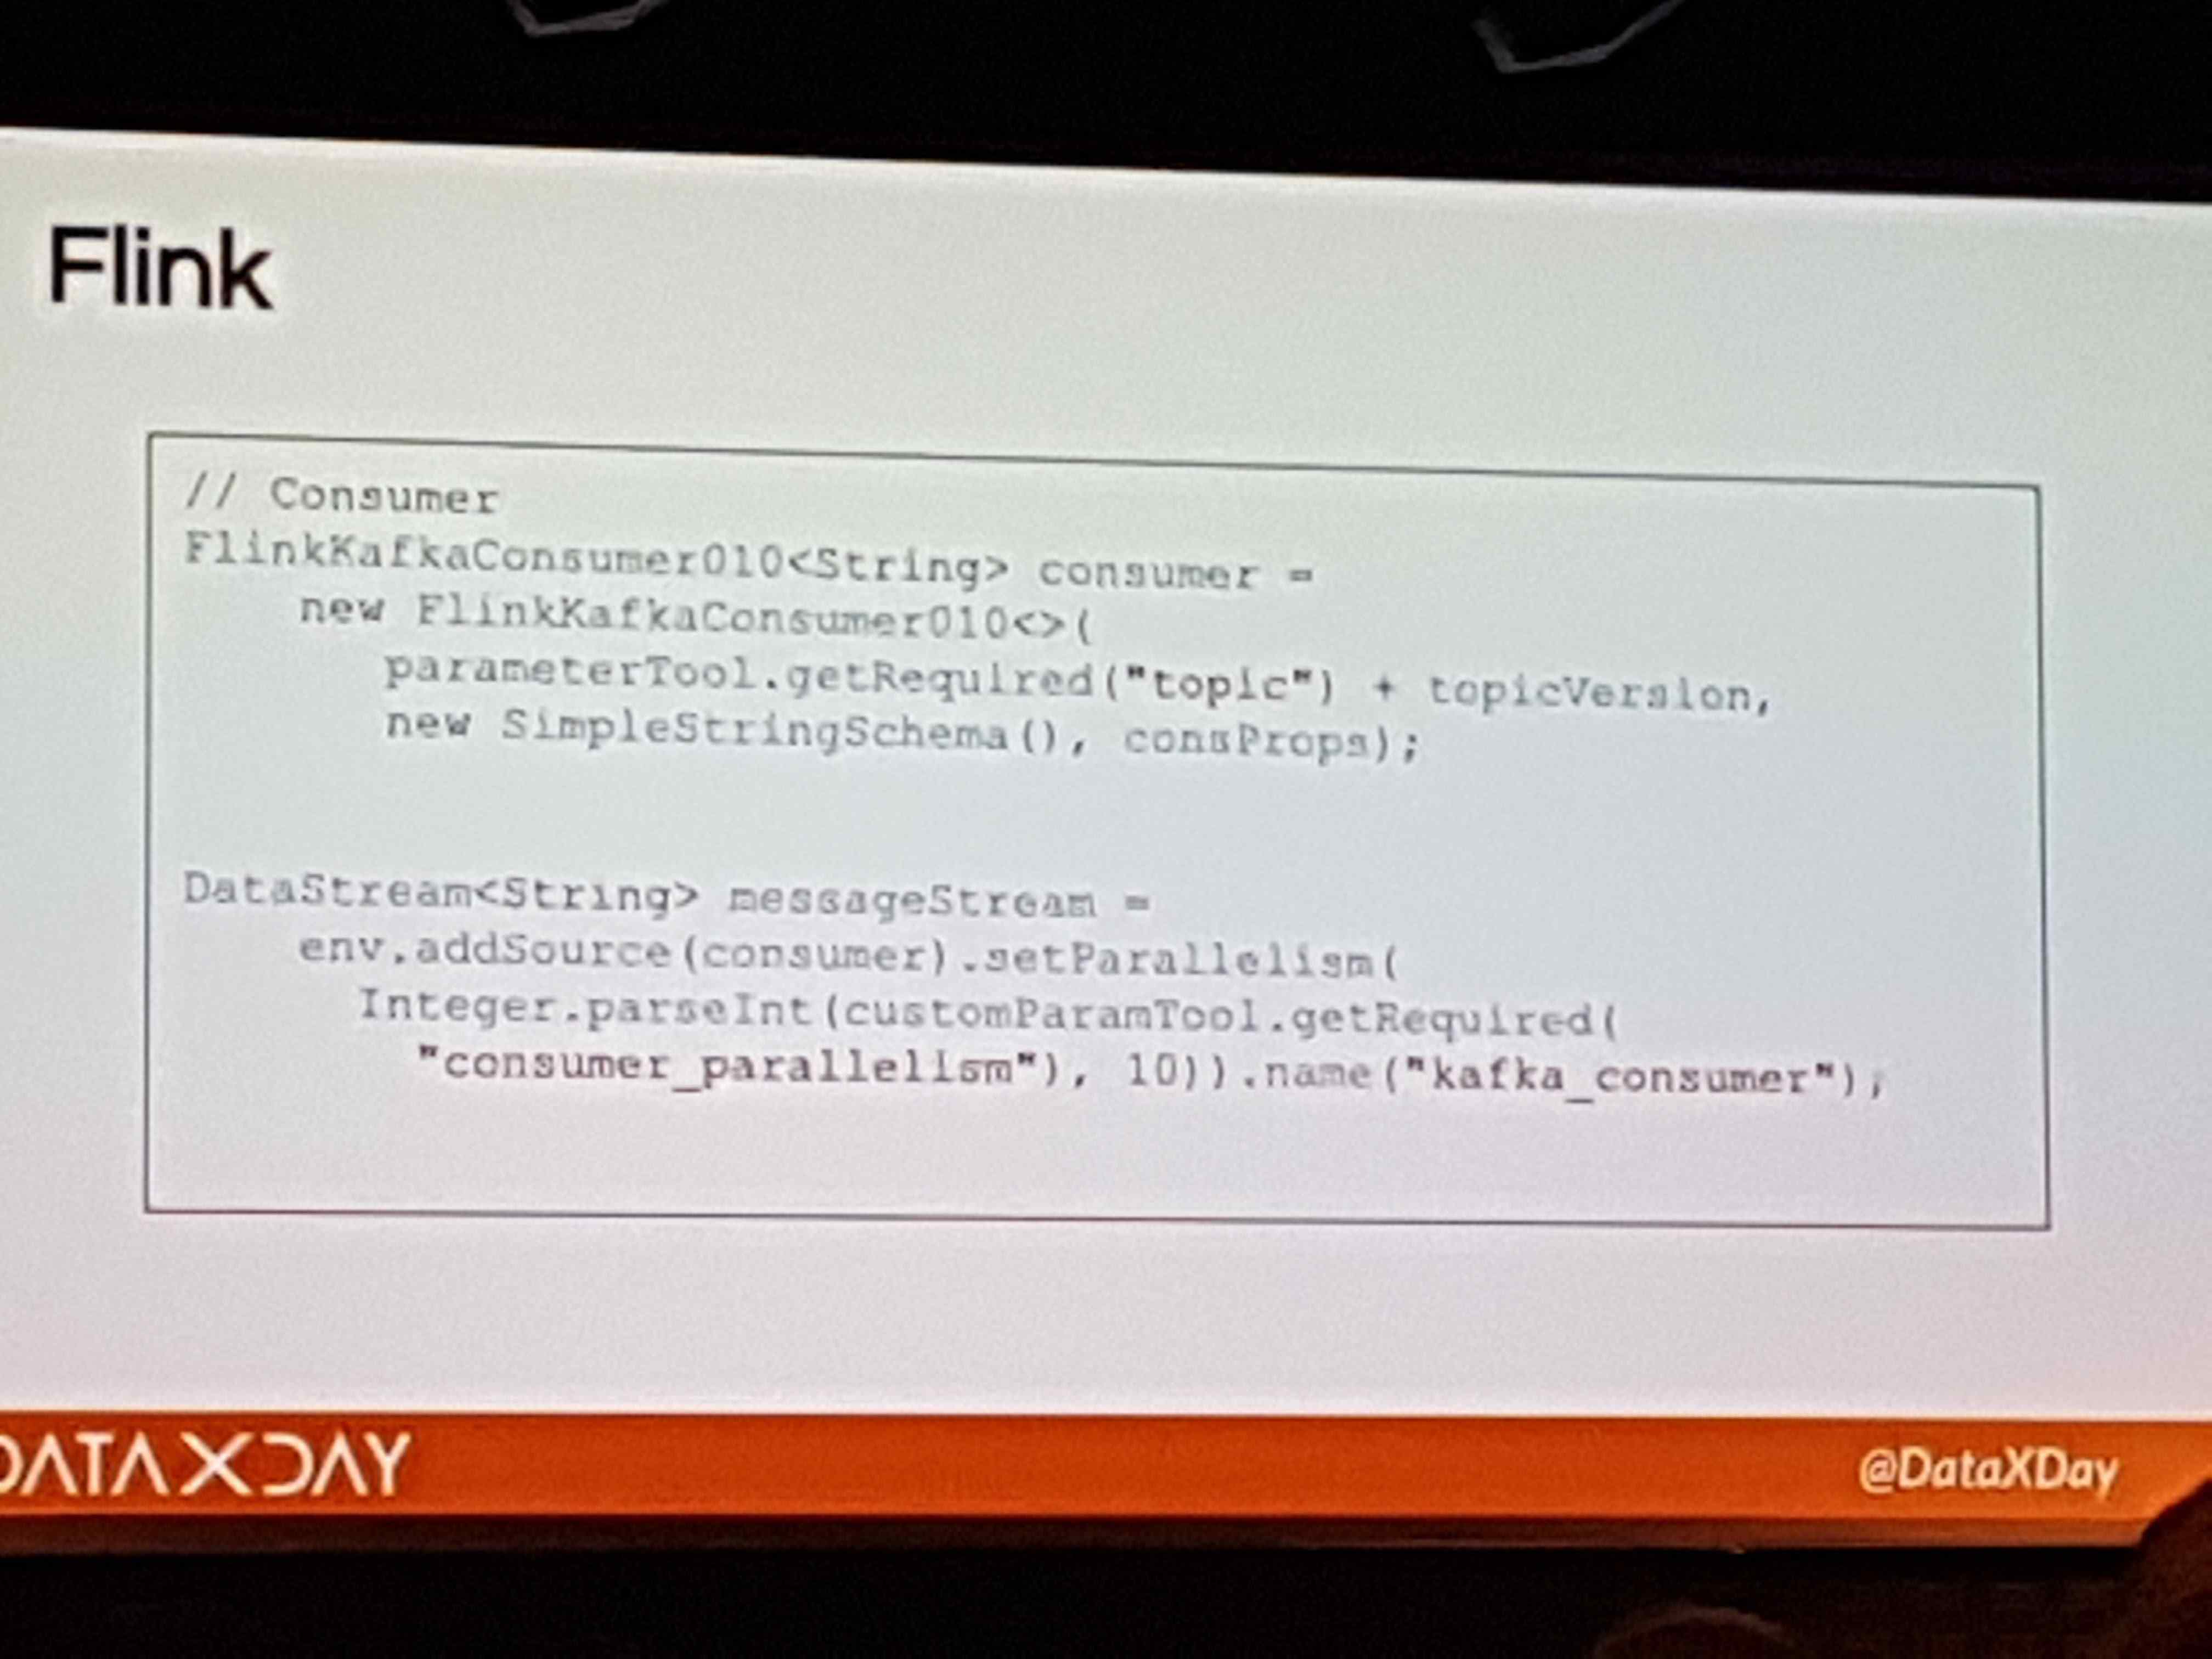 Flink
// Consumer
FlinkKafkaConsumer010<String> consumer =
new FlinkKafkaConsumer010<>(
parameterTool.getRequired("topic") + topicVersion,
new SimpleStringSchema(), consProps);
DataStream<String> messageStream =
env.addSource(consumer).setParallelism(
Integer.parseInt(customParamTool.getRequired(
"consumer_parallelism"), 10)).name("kafka_consumer");
DATAXDAY
@DataXDay